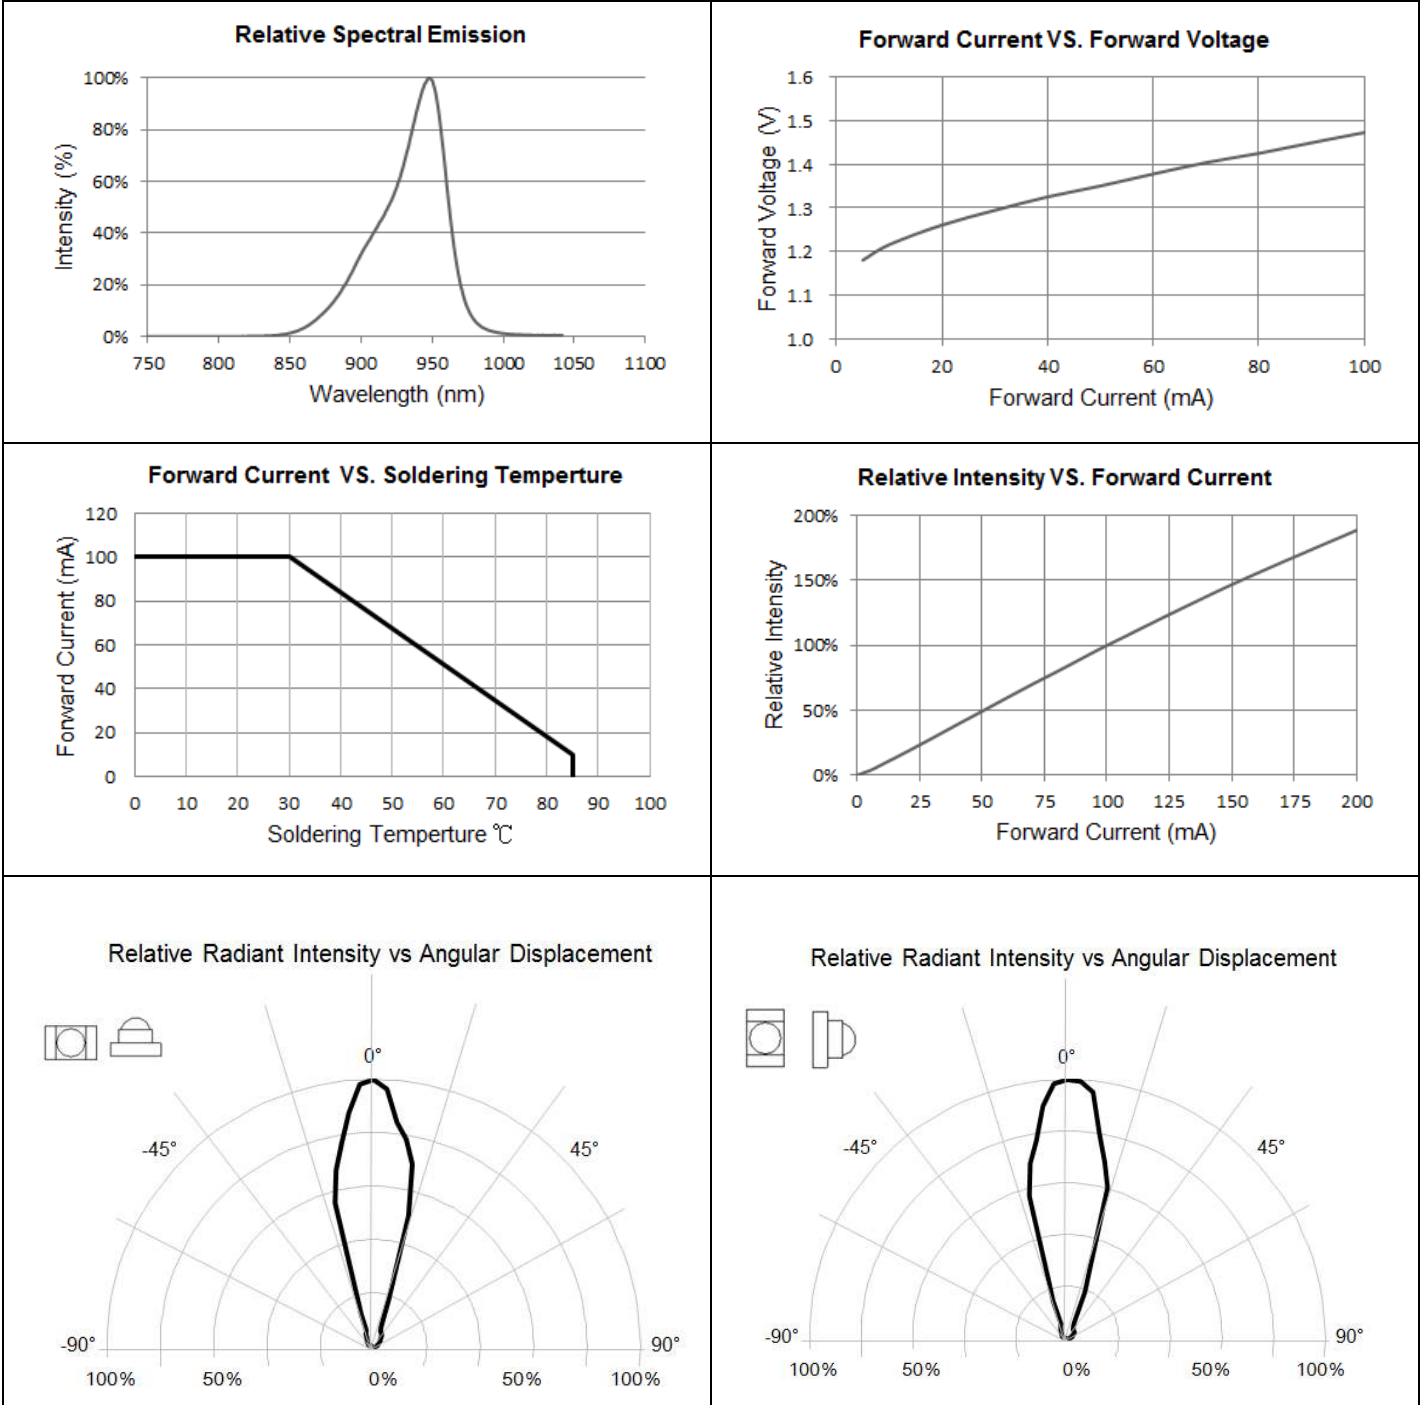 Relative Spectral Emission
100%
80%
60%
40%
20%
0%
Intensity (%)
750 800 850 900 950 1000 1050 1100
Wavelength (nm)
Forward Current VS. Forward Voltage
1.6
1.5
1.4
1.3
1.2
1.1
1.0
Forward Voltage (V)
0 20 40 60 80 100
Forward Current (mA)
Forward Current VS. Soldering Temperture
120
100
80
60
40
20
0
Forward Current (mA)
0 10 20 30 40 50 60 70 80 90 100
Soldering Temperture ℃
Relative Intensity VS. Forward Current
200%
150%
100%
50%
0%
Relative Intensity
0 25 50 75 100 125 150 175 200
Forward Current (mA)
Relative Radiant Intensity vs Angular Displacement
0°
-45° 45°
-90° 90°
100% 50% 0% 50% 100%
Relative Radiant Intensity vs Angular Displacement
0°
-45° 45°
-90° 90°
100% 50% 0% 50% 100%